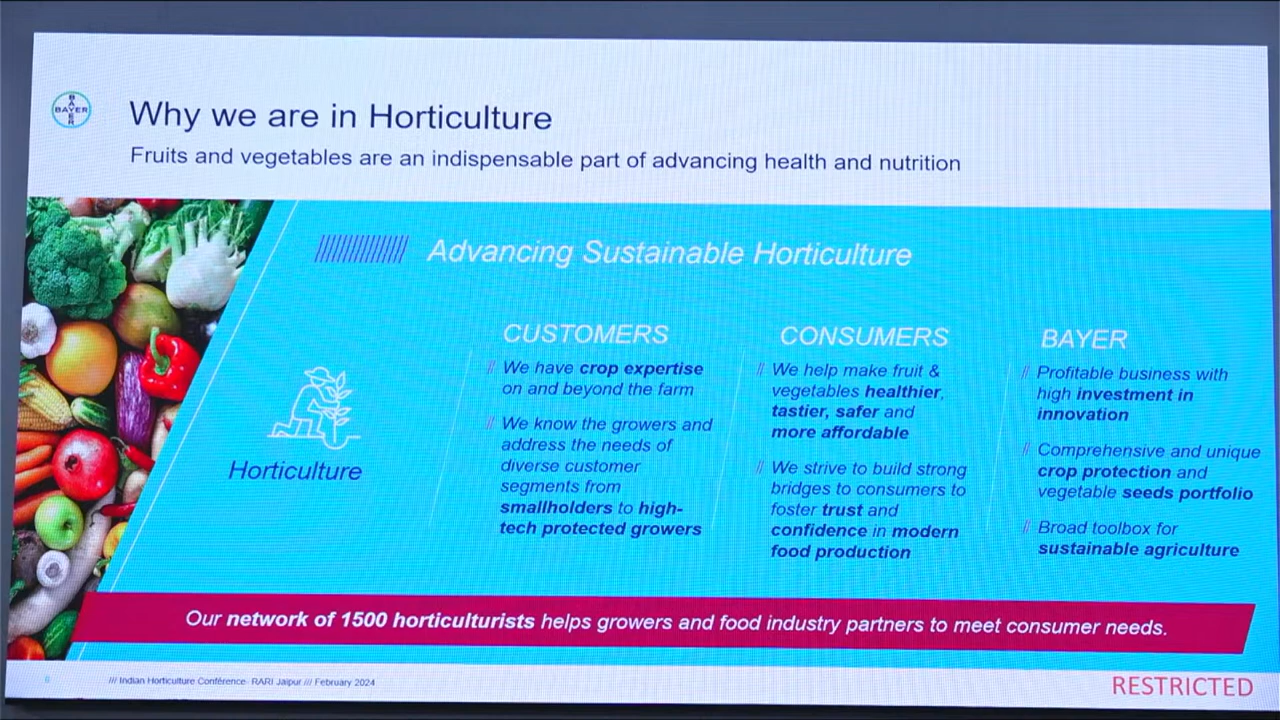 BAYER
BAYER
Why we are in Horticulture
Fruits and vegetables are an indispensable part of advancing health and nutrition
Advancing Sustainable Horticulture
Horticulture
CUSTOMERS
// We have crop expertise
on and beyond the farm
// We know the growers and
address the needs of
diverse customer
segments from
smallholders to high-
tech protected growers
CONSUMERS
// We help make fruit &
vegetables healthier,
tastier, safer and
more affordable
// We strive to build strong
bridges to consumers to
foster trust and
confidence in modern
food production
BAYER
// Profitable business with
high investment in
innovation
// Comprehensive and unique
crop protection and
vegetable seeds portfolio
// Broad toolbox for
sustainable agriculture
Our network of 1500 horticulturists helps growers and food industry partners to meet consumer needs.
/// Indian Horticulture Conference- RARI Jaipur /// February 2024
RESTRICTED